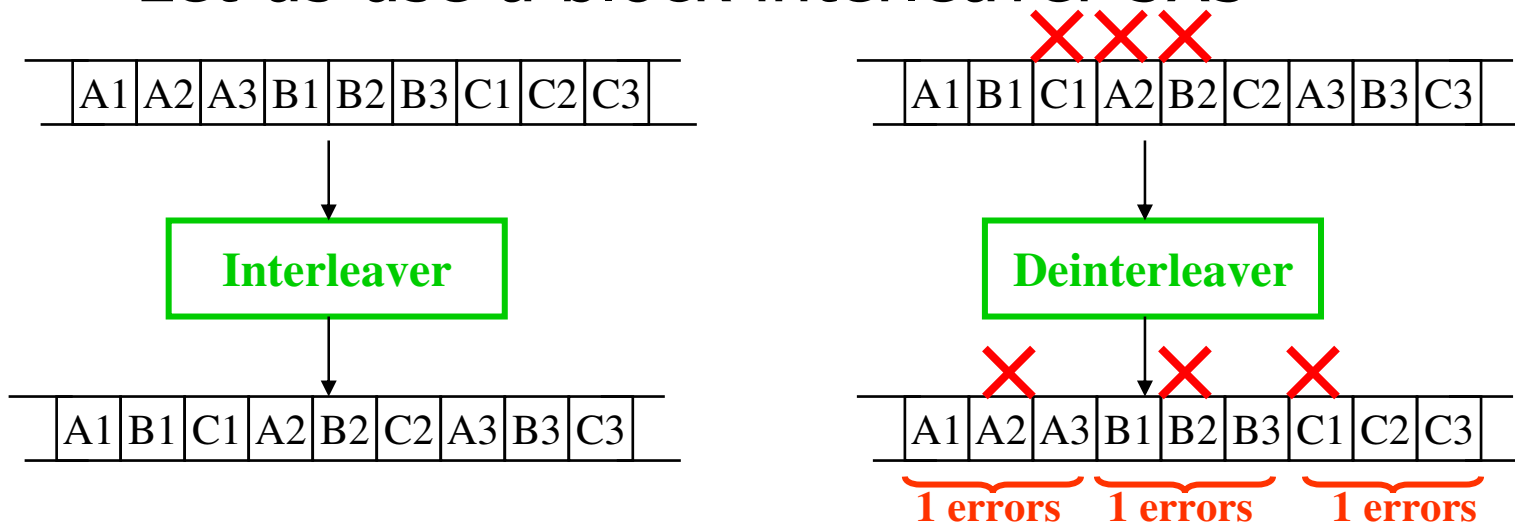 A1 A2 A3 B1 B2 B3 C1 C2 C3
A1 B1 C1 A2 B2 C2 A3 B3 C3
Interleaver
Deinterleaver
A1 B1 C1 A2 B2 C2 A3 B3 C3
A1 A2 A3 B1 B2 B3 C1 C2 C3
1 errors 1 errors 1 errors